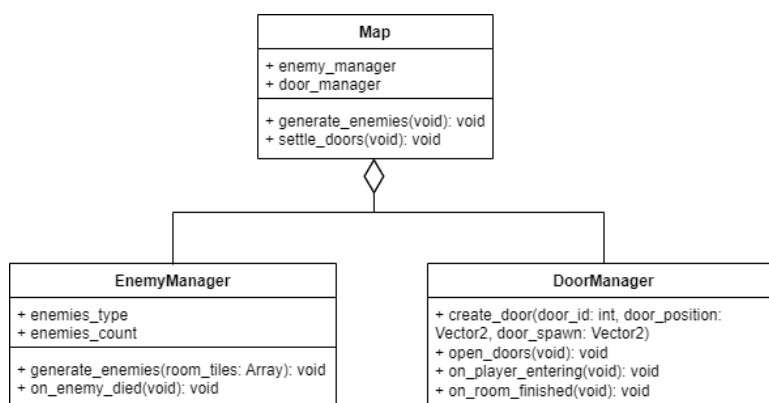 Map
+ enemy_manager
+ door_manager
+ generate_enemies(void): void
+ settle_doors(void): void
EnemyManager
+ enemies_type
+ enemies_count
+ generate_enemies(room_tiles: Array): void
+ on_enemy_died(void): void
DoorManager
+ create_door(door_id: int, door_position:
Vector2, door_spawn: Vector2)
+ open_doors(void): void
+ on_player_entering(void): void
+ on_room_finished(void): void